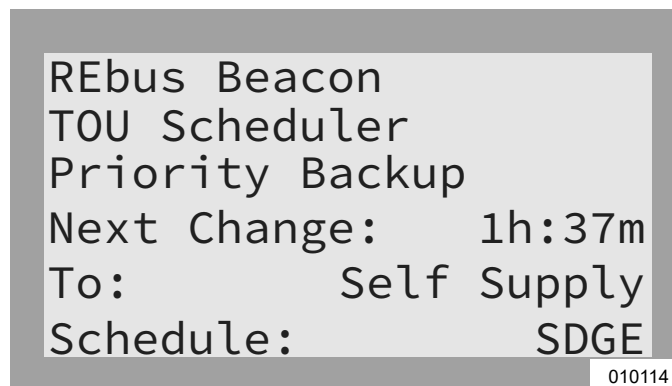 REbus Beacon
TOU Scheduler
Priority Backup
Next Change: 1h:37m
To: Self Supply
Schedule: SDGE
010114